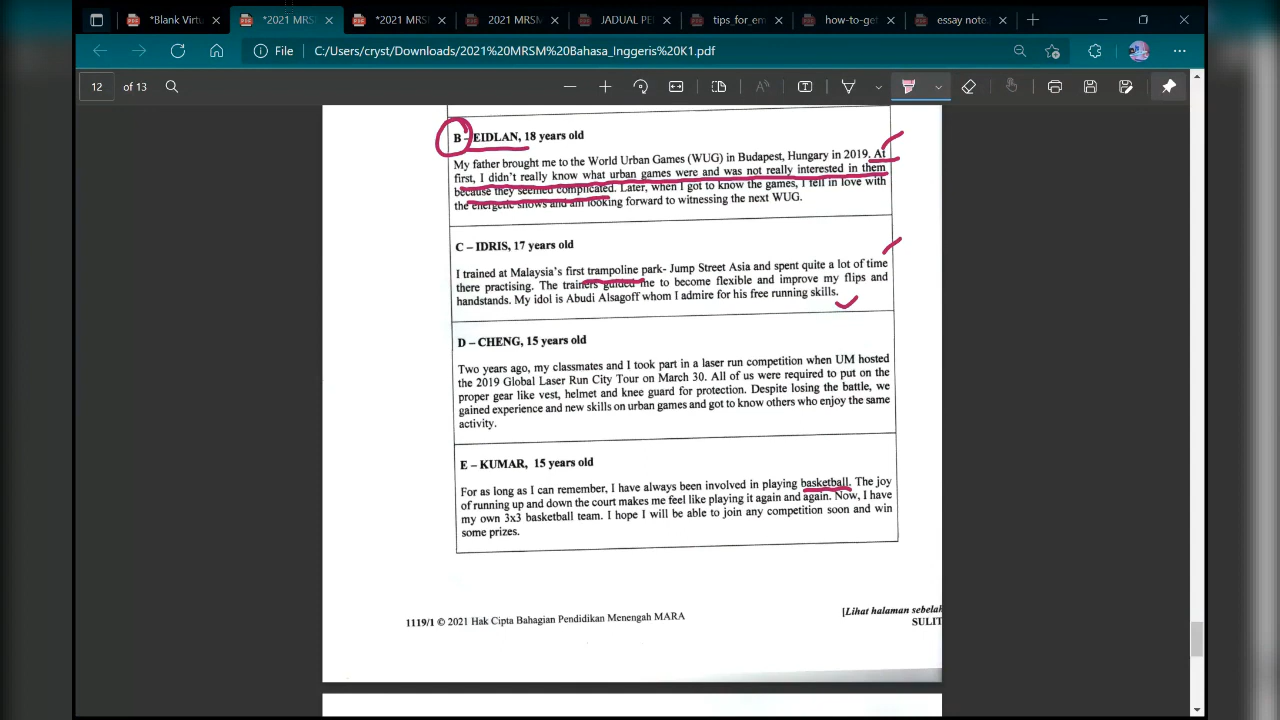 *Blank Virtu
*2021 MRSM
*2021 MRSM
2021 MRSM
JADUAL PE
tips_for_em
how-to-get
essay note.
File
C:/Users/cryst/Downloads/2021%20MRSM%20Bahasa_Inggeris%20K1.pdf
12 of 13
B – EIDLAN, 18 years old
My father brought me to the World Urban Games (WUG) in Budapest, Hungary in 2019. At
first, I didn't really know what urban games were and was not really interested in them
because they seemed complicated. Later, when I got to know the games, I fell in love with
the energetic shows and am looking forward to witnessing the next WUG.
C – IDRIS, 17 years old
I trained at Malaysia's first trampoline park- Jump Street Asia and spent quite a lot of time
there practising. The trainers guided me to become flexible and improve my flips and
handstands. My idol is Abudi Alsagoff whom I admire for his free running skills.
D – CHENG, 15 years old
Two years ago, my classmates and I took part in a laser run competition when UM hosted
the 2019 Global Laser Run City Tour on March 30. All of us were required to put on the
proper gear like vest, helmet and knee guard for protection. Despite losing the battle, we
gained experience and new skills on urban games and got to know others who enjoy the same
activity.
E – KUMAR, 15 years old
For as long as I can remember, I have always been involved in playing basketball. The joy
of running up and down the court makes me feel like playing it again and again. Now, I have
my own 3x3 basketball team. I hope I will be able to join any competition soon and win
some prizes.
1119/1 © 2021 Hak Cipta Bahagian Pendidikan Menengah MARA
[Lihat halaman sebelah
SULIT